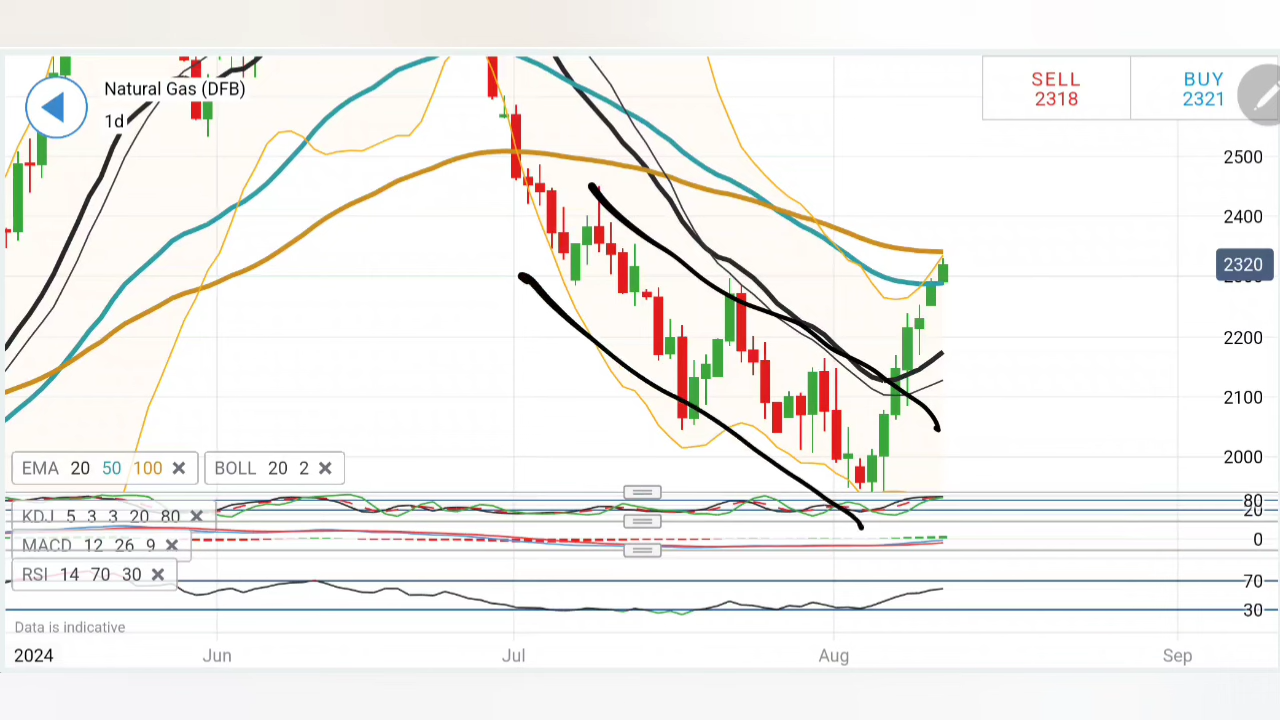 Natural Gas (DFB)
1d
SELL
2318
BUY
2321
2500
2400
2320
2200
2100
2000
EMA 20 50 100
BOLL 20 2
80
20
KDJ 5 3 3 20 80
MACD 12 26 9
0
RSI 14 70 30
70
30
Data is indicative
2024 Jun Jul Aug Sep